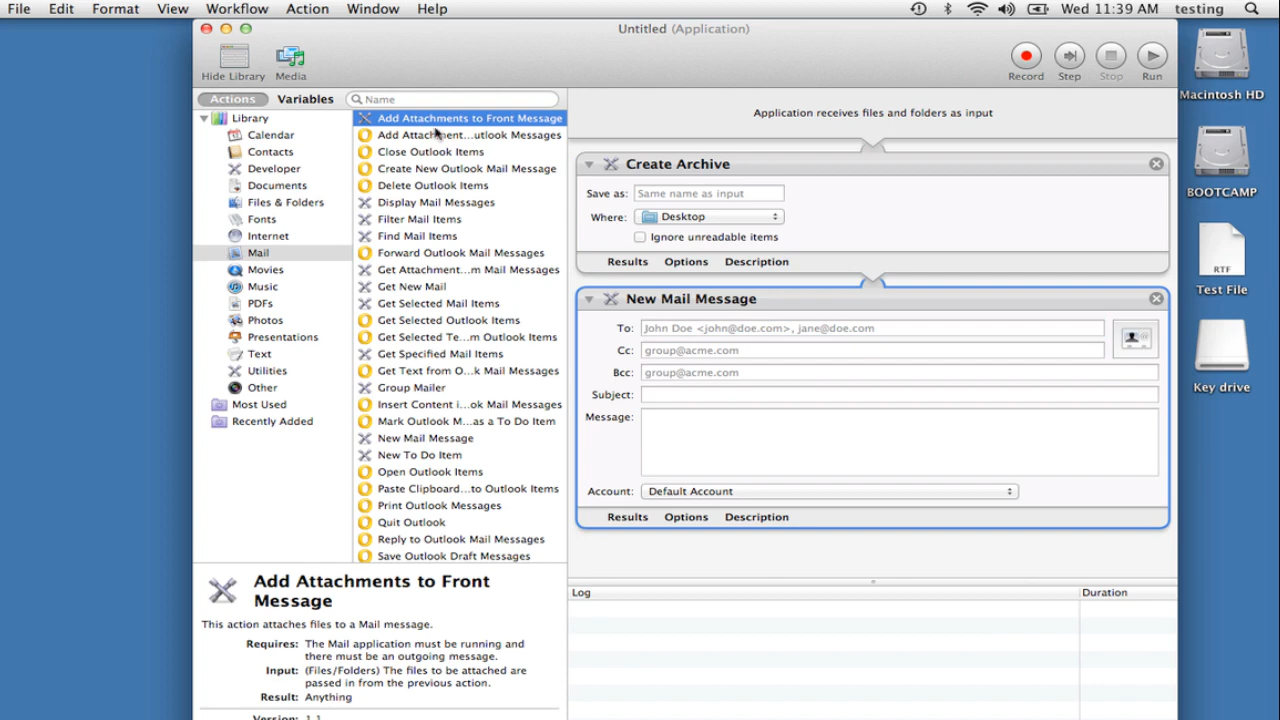 File Edit Format View Go Workflow Action Window Help Wed 11:39 AM testing
Untitled (Application)
Hide Library Media Record Step Stop Run
Actions Variables Name
Library
Calendar
Contacts
Developer
Documents
Files & Folders
Fonts
Internet
Mail
Movies
Music
PDFs
Photos
Presentations
Text
Utilities
Other
Most Used
Recently Added
Add Attachments to Front Message
Add Attachment...utlook Messages
Close Outlook Items
Create New Outlook Mail Message
Delete Outlook Items
Display Mail Messages
Filter Mail Items
Find Mail Items
Forward Outlook Mail Messages
Get Attachment...m Mail Messages
Get New Mail
Get Selected Mail Items
Get Selected Outlook Items
Get Selected Te...m Outlook Items
Get Specified Mail Items
Get Text from O...k Mail Messages
Group Mailer
Insert Content i...ok Mail Messages
Mark Outlook M...as a To Do Item
New Mail Message
New To Do Item
Open Outlook Items
Paste Clipboard...to Outlook Items
Print Outlook Messages
Quit Outlook
Reply to Outlook Mail Messages
Save Outlook Draft Messages
Add Attachments to Front
Message
This action attaches files to a Mail message.
Requires: The Mail application must be running and
there must be an outgoing message.
Input: (Files/Folders) The files to be attached are
passed in from the previous action.
Result: Anything
Version: 1.1
Application receives files and folders as input
Create Archive
Save as: Same name as input
Where: Desktop
Ignore unreadable items
Results Options Description
New Mail Message
To: John Doe <john@doe.com>, jane@doe.com
Cc: group@acme.com
Bcc: group@acme.com
Subject:
Message:
Account: Default Account
Results Options Description
Log Duration
Macintosh HD
BOOTCAMP
RTF
Test File
Key drive